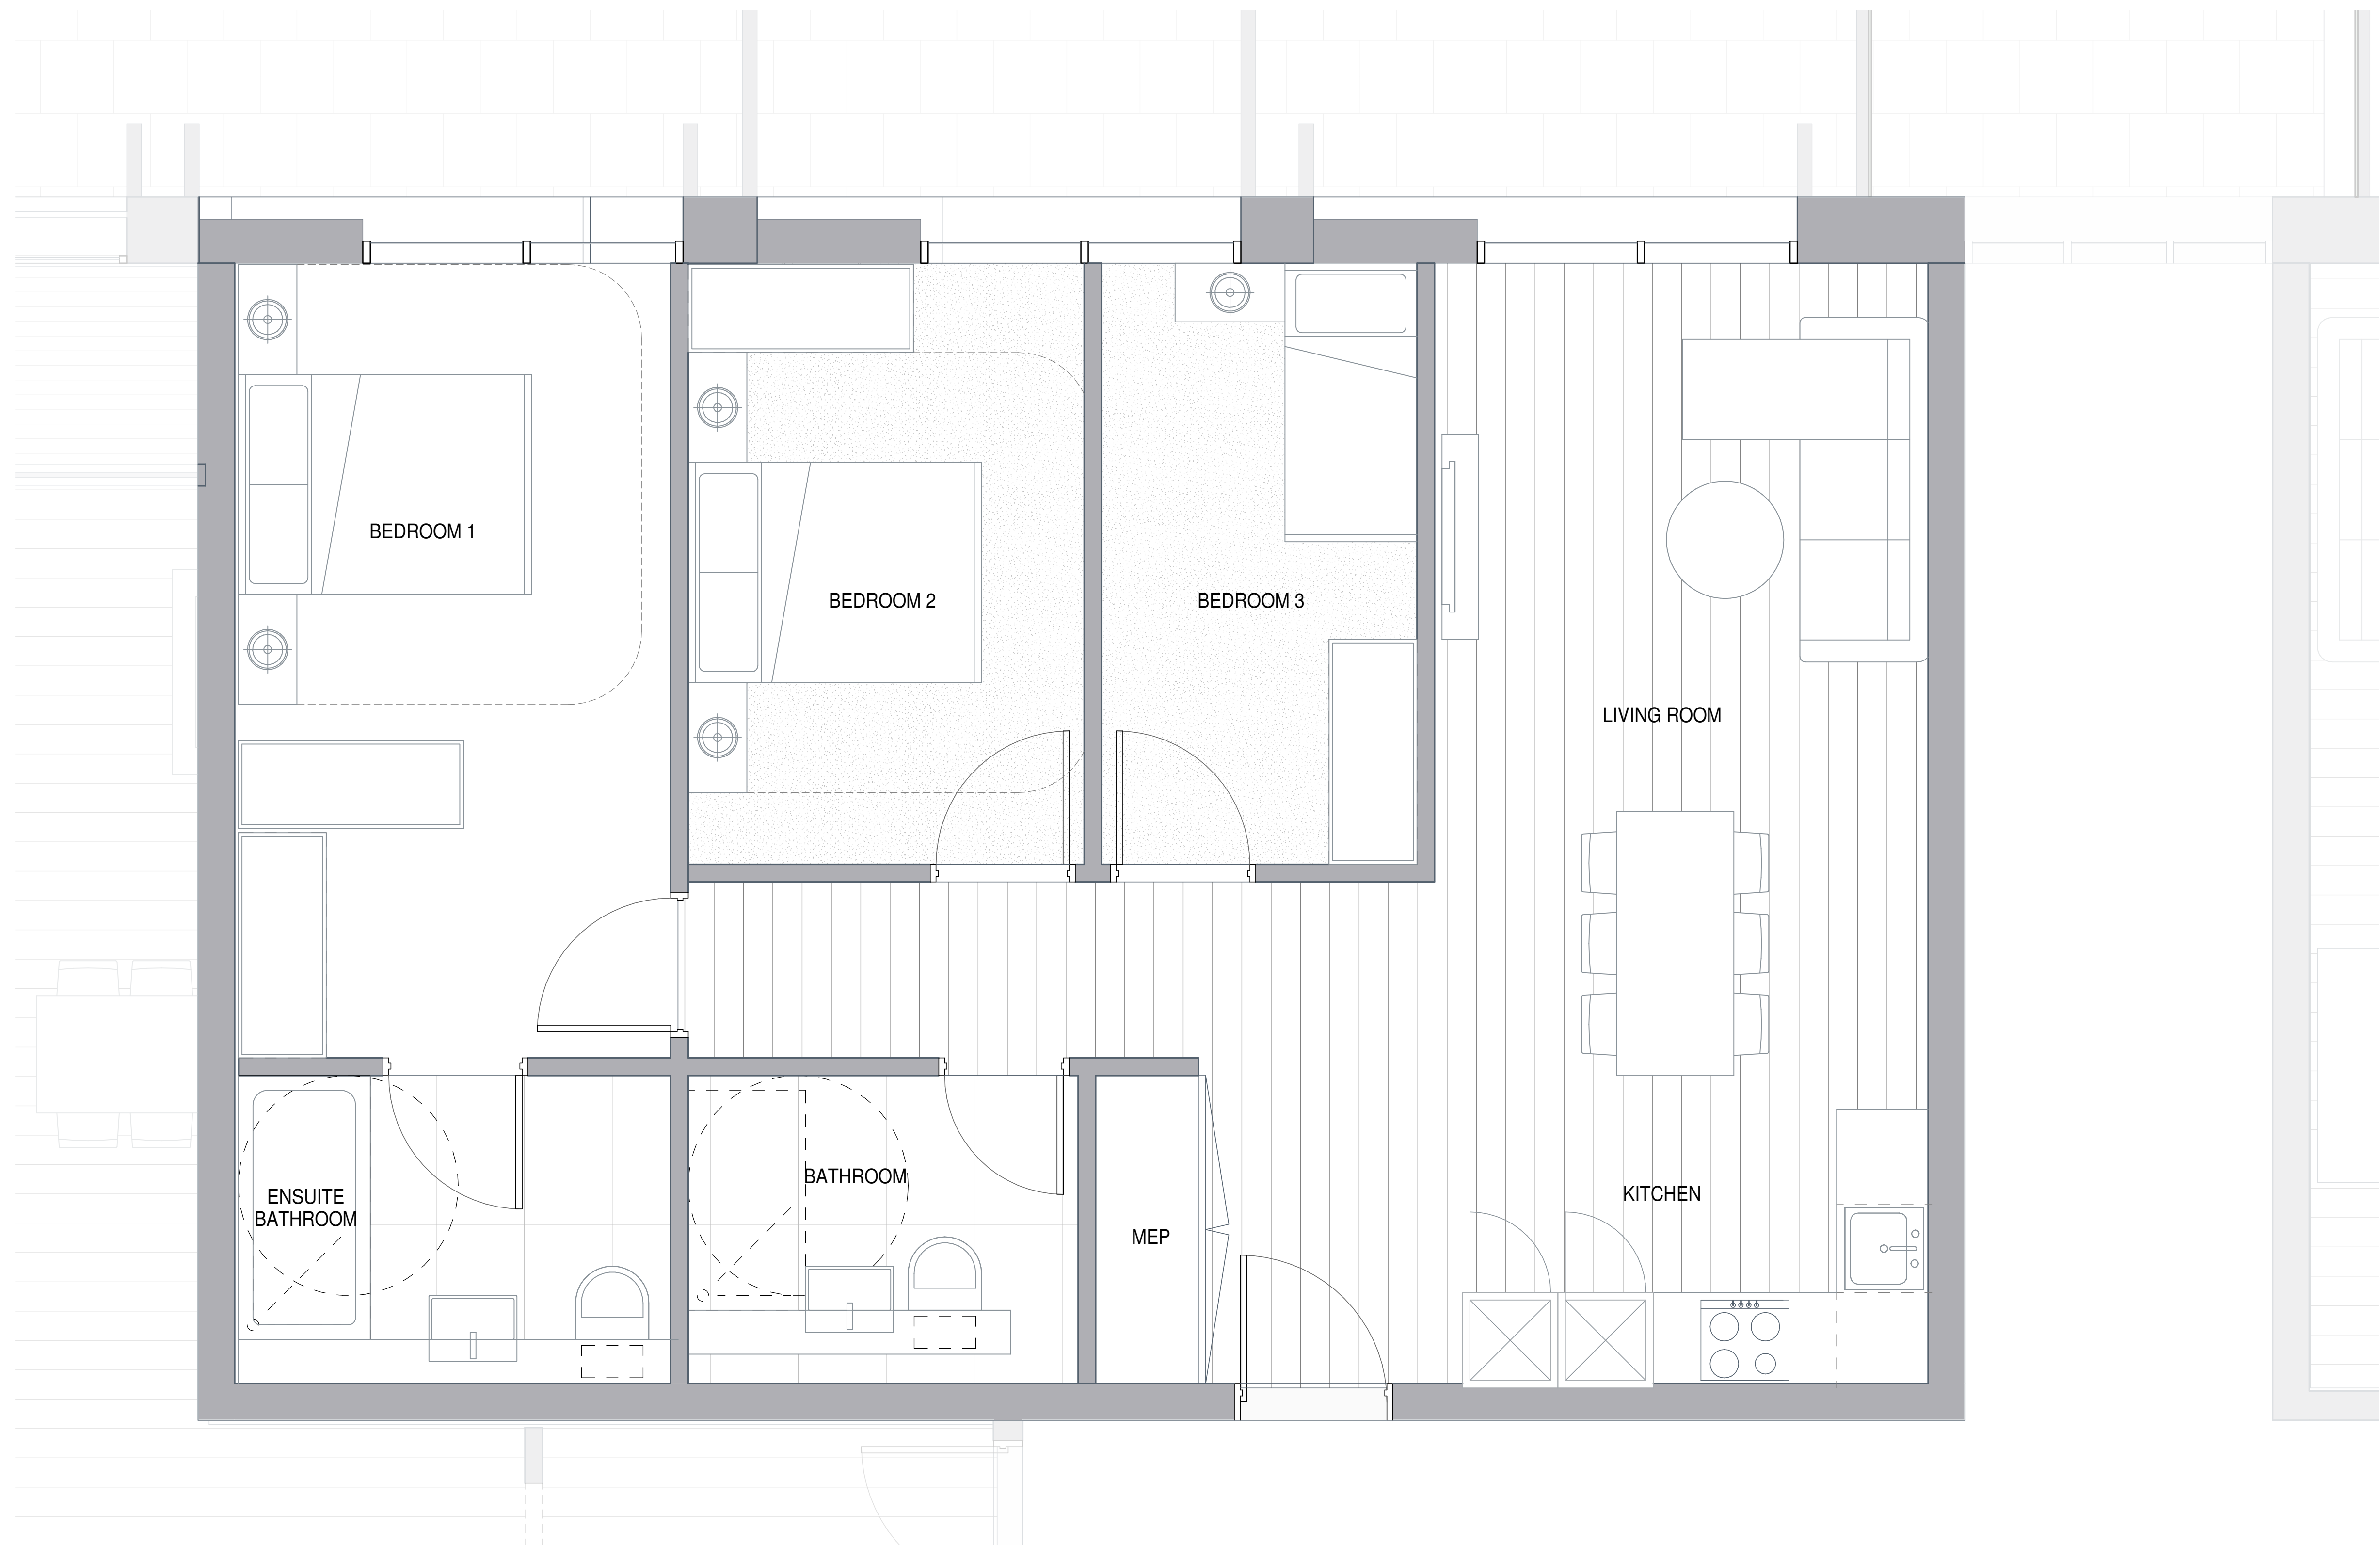 BEDROOM 1
BEDROOM 2
BEDROOM 3
LIVING ROOM
ENSUITE
BATHROOM
BATHROOM
MEP
KITCHEN